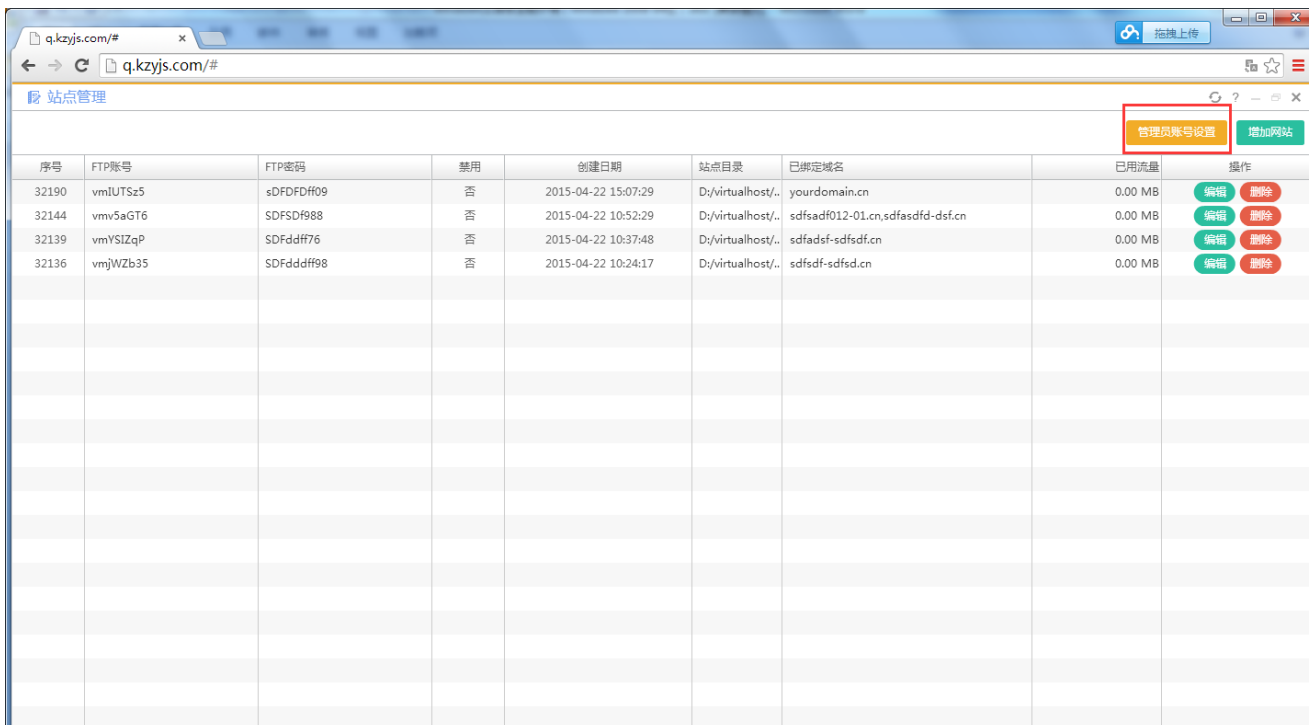 q.kzyjs.com/#
拖拽上传
q.kzyjs.com/#
站点管理
管理员账号设置 增加网站
序号 FTP账号 FTP密码 禁用 创建日期 站点目录 已绑定域名 已用流量 操作
32190 vmIUTSz5 sDFDFDff09 否 2015-04-22 15:07:29 D:/virtualhost/.. yourdomain.cn 0.00 MB 编辑 删除
32144 vmv5aGT6 SDFSDf988 否 2015-04-22 10:52:29 D:/virtualhost/.. sdfsadf012-01.cn,sdfasdfd-dsf.cn 0.00 MB 编辑 删除
32139 vmYSIZqP SDFddff76 否 2015-04-22 10:37:48 D:/virtualhost/.. sdfadsf-sdfsdf.cn 0.00 MB 编辑 删除
32136 vmjWZb35 SDFdddff98 否 2015-04-22 10:24:17 D:/virtualhost/.. sdfsdf-sdfsd.cn 0.00 MB 编辑 删除